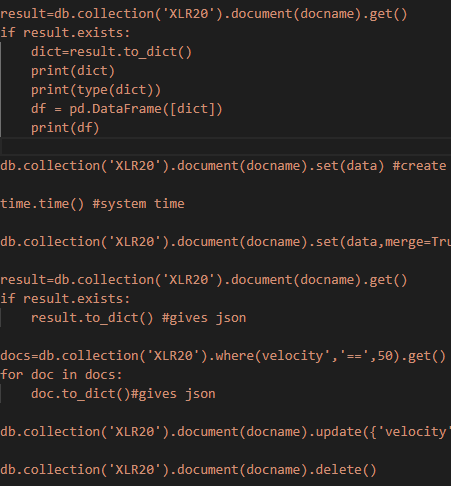 result=db.collection('XLR20').document(docname).get()
if result.exists:
    dict=result.to_dict()
    print(dict)
    print(type(dict))
    df = pd.DataFrame([dict])
    print(df)
db.collection('XLR20').document(docname).set(data) #create
time.time() #system time
db.collection('XLR20').document(docname).set(data,merge=Tru
result=db.collection('XLR20').document(docname).get()
if result.exists:
    result.to_dict() #gives json
docs=db.collection('XLR20').where(velocity','==',50).get()
for doc in docs:
    doc.to_dict()#gives json
db.collection('XLR20').document(docname).update({'velocity'
db.collection('XLR20').document(docname).delete()